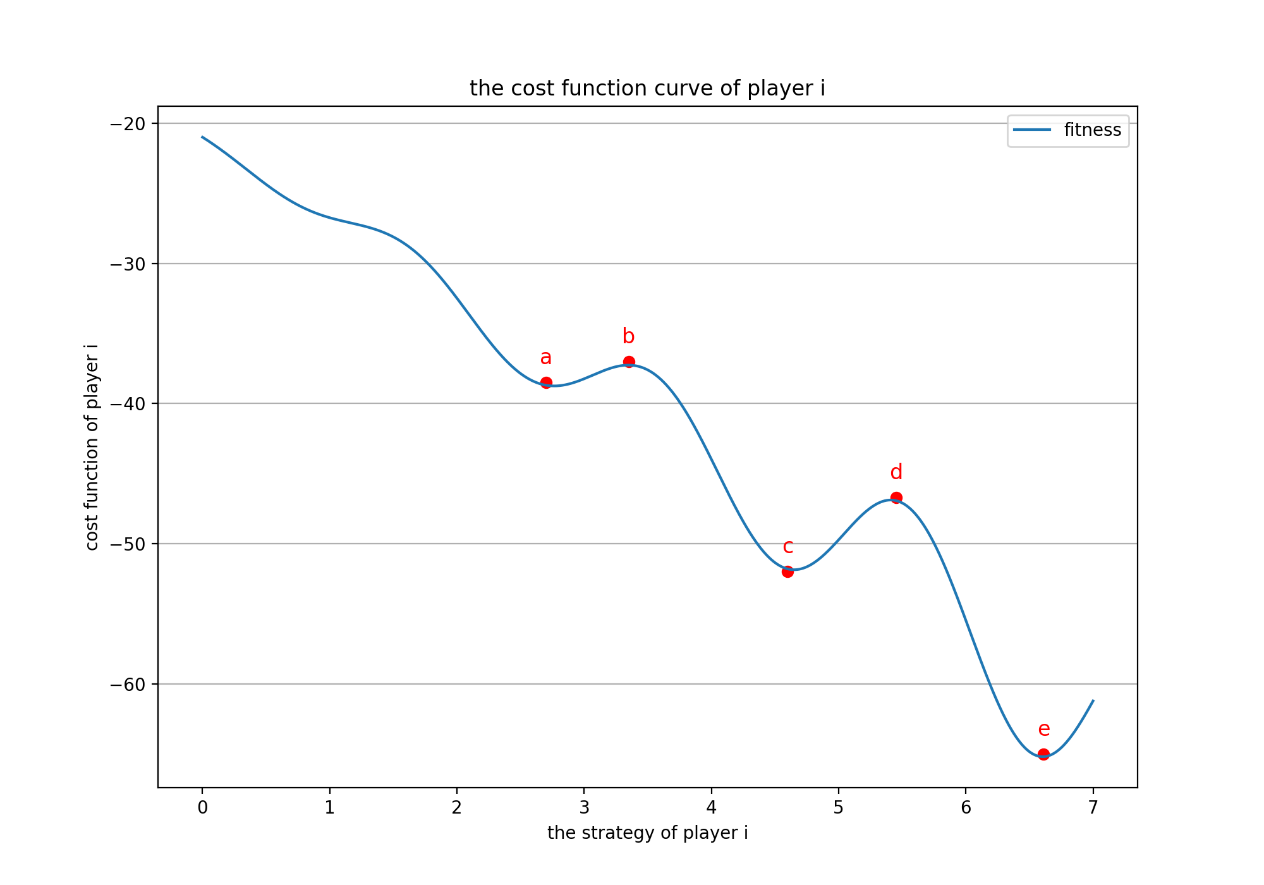 the cost function curve of player i
fitness
−20
−30
−40
−50
−60
cost function of player i
a
b
c
d
e
0 1 2 3 4 5 6 7
the strategy of player i